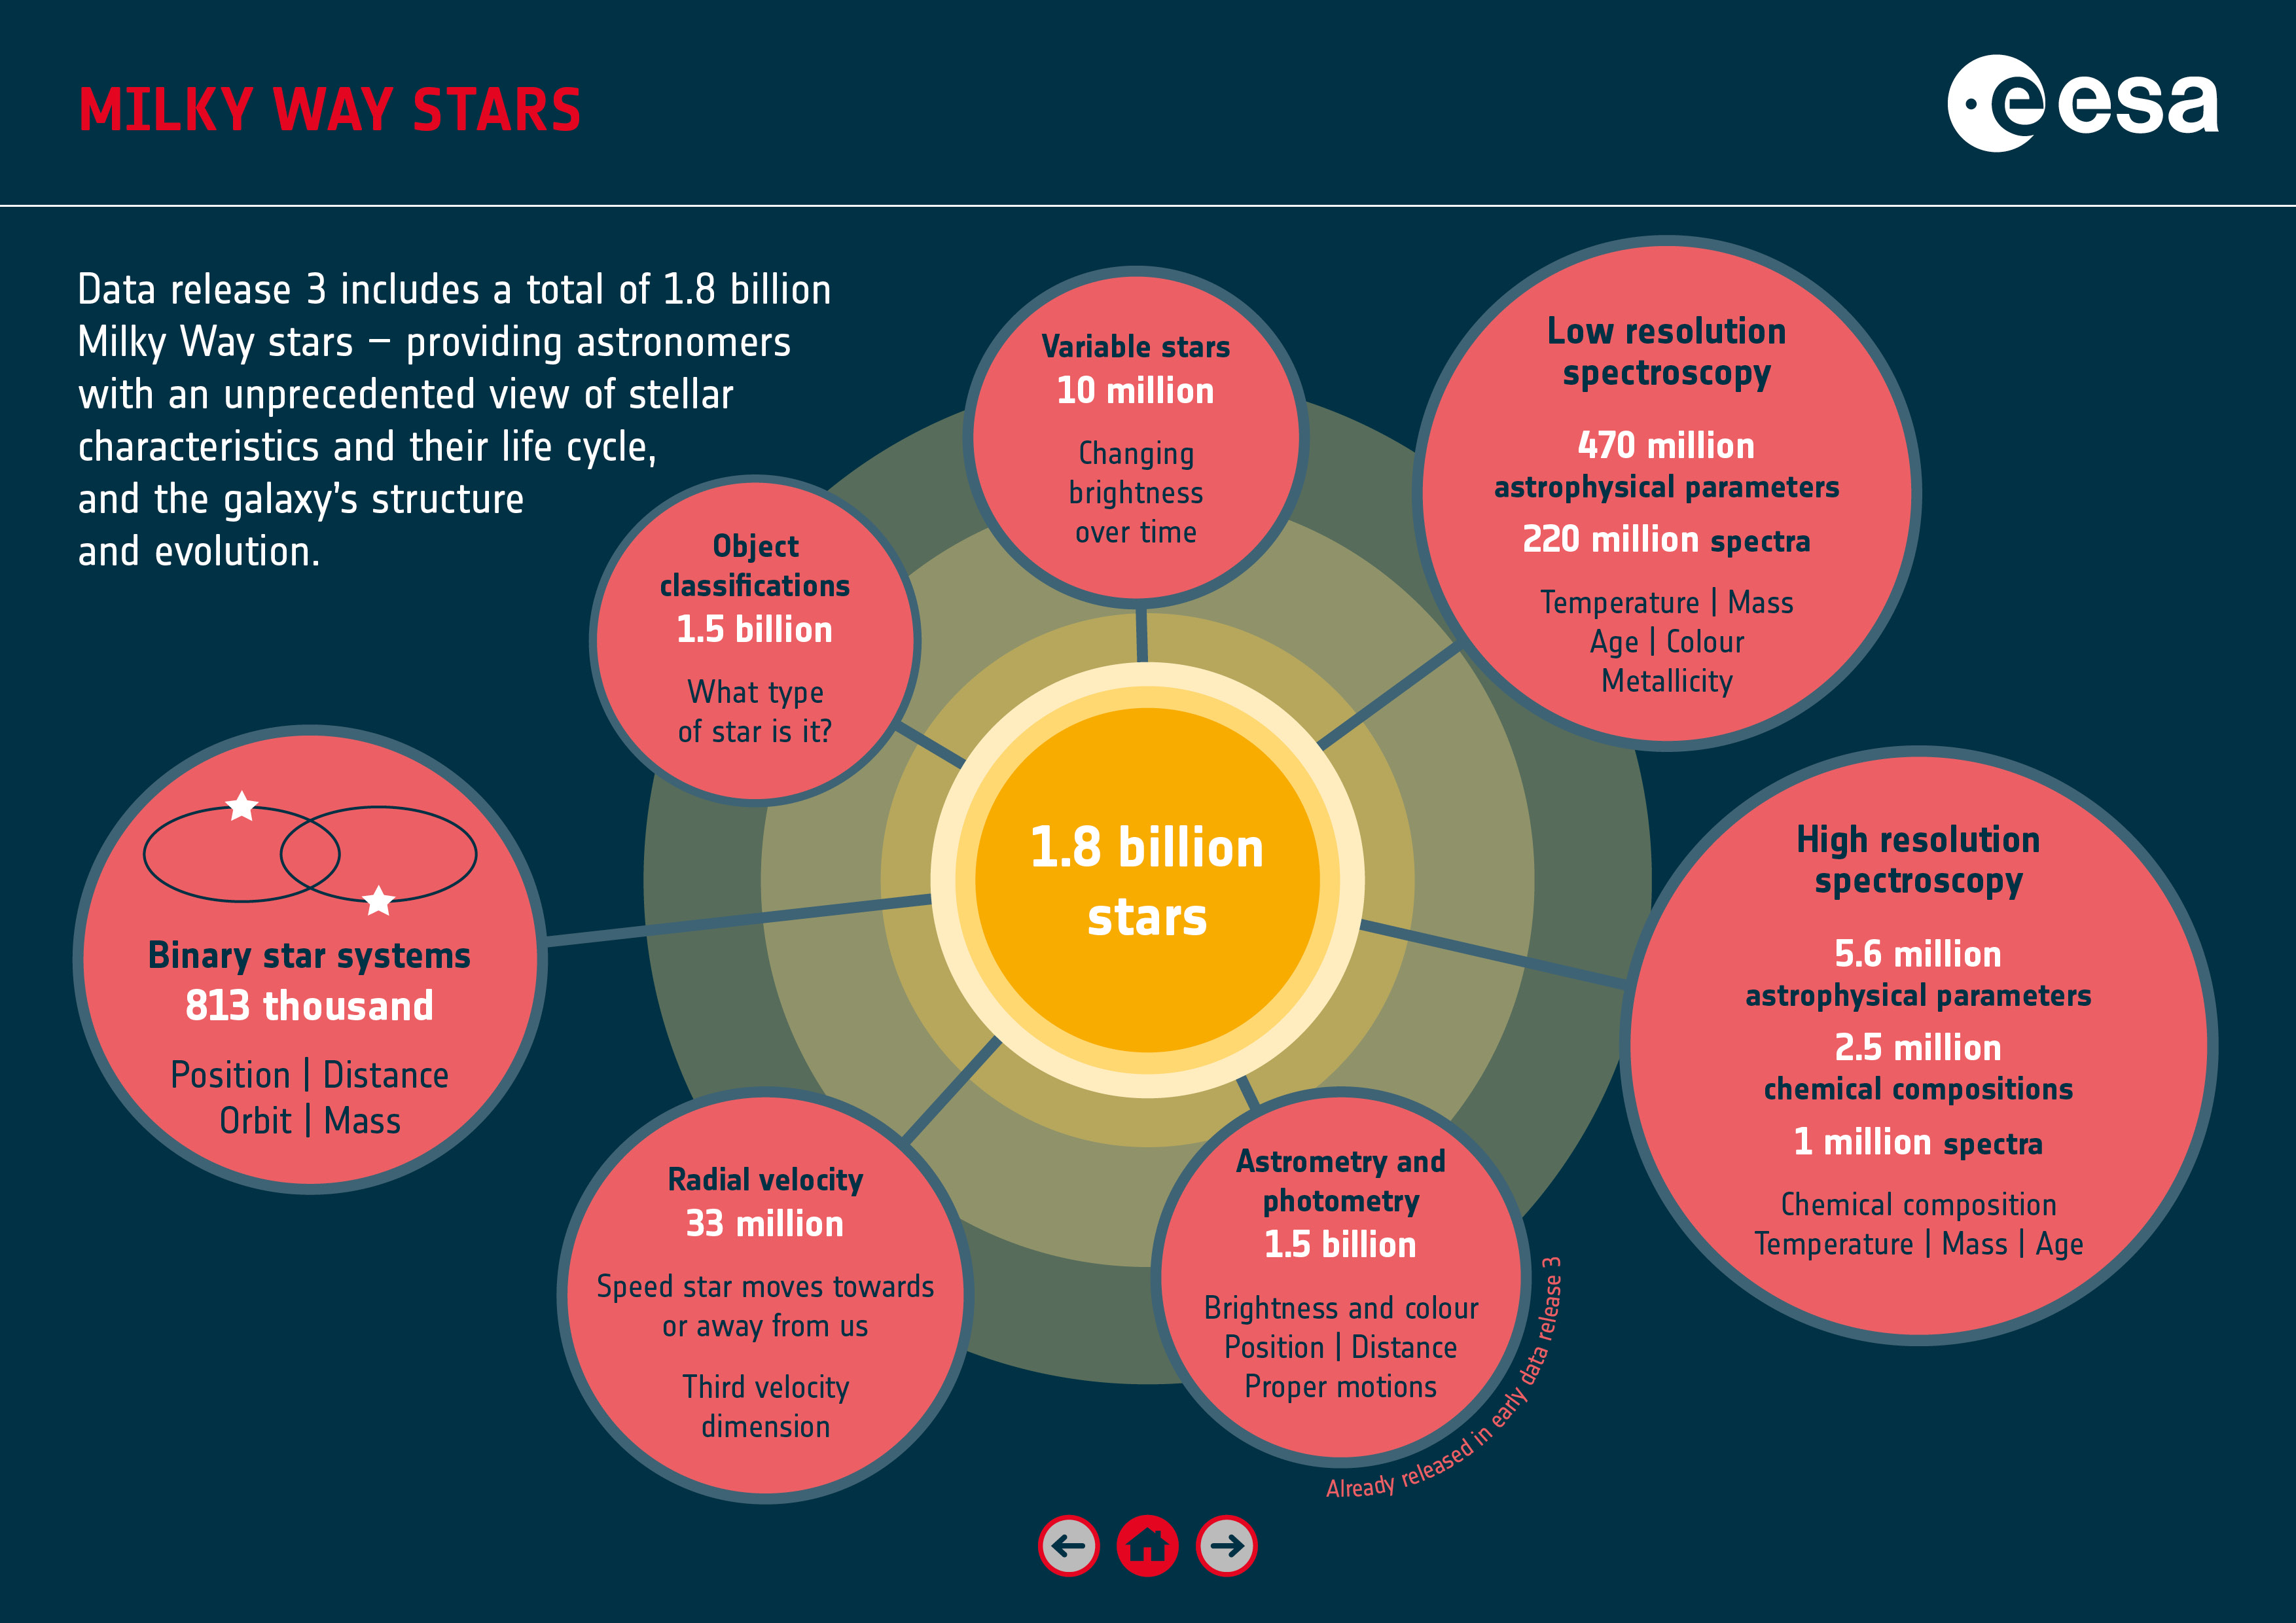 MILKY WAY STARS
esa
Data release 3 includes a total of 1.8 billion
Milky Way stars – providing astronomers
with an unprecedented view of stellar
characteristics and their life cycle,
and the galaxy’s structure
and evolution.
Variable stars
10 million
Changing
brightness
over time
Low resolution
spectroscopy
470 million
astrophysical parameters
220 million spectra
Temperature | Mass
Age | Colour
Metallicity
Object
classifications
1.5 billion
What type
of star is it?
1.8 billion
stars
Binary star systems
813 thousand
Position | Distance
Orbit | Mass
High resolution
spectroscopy
5.6 million
astrophysical parameters
2.5 million
chemical compositions
1 million spectra
Chemical composition
Temperature | Mass | Age
Radial velocity
33 million
Speed star moves towards
or away from us
Third velocity
dimension
Astrometry and
photometry
1.5 billion
Brightness and colour
Position | Distance
Proper motions
Already released in early data release 3